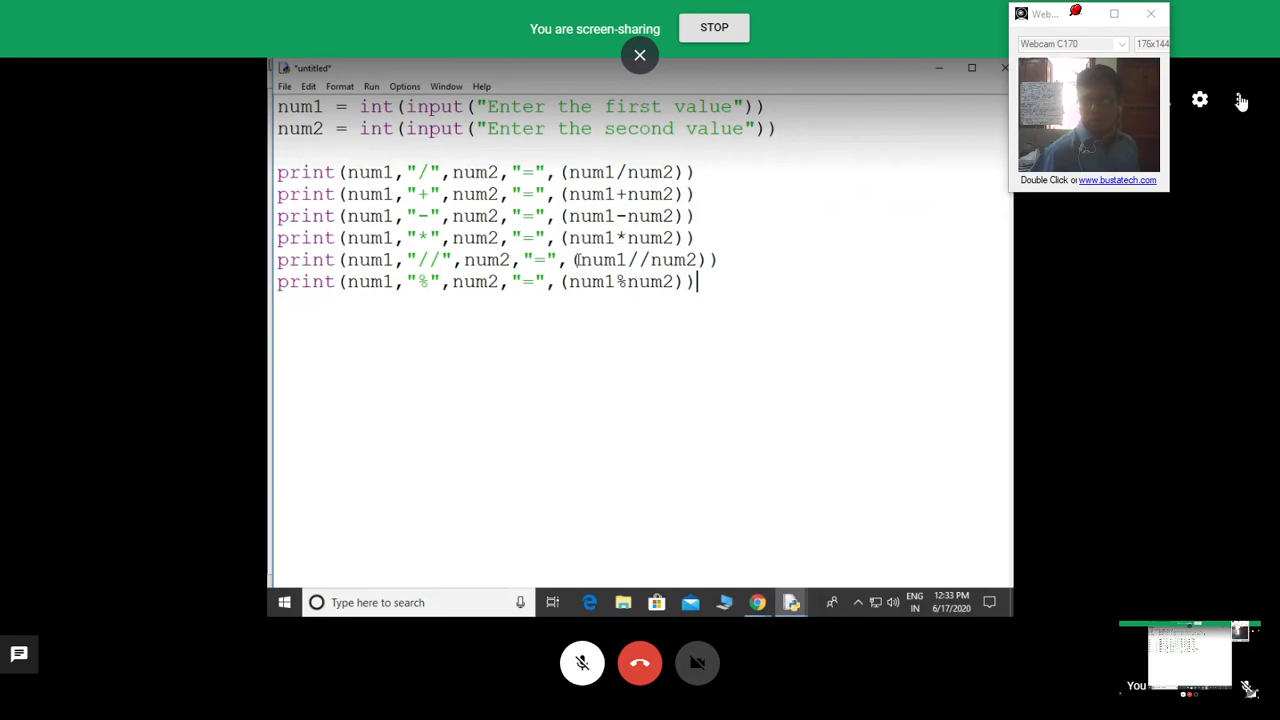 You are screen-sharing
STOP
Web...
Webcam C170
176x144
Double Click or www.bustatech.com
*untitled*
File Edit Format Run Options Window Help
num1 = int(input("Enter the first value"))
num2 = int(input("Enter the second value"))
print(num1,"/",num2,"=",(num1/num2))
print(num1,"+",num2,"=",(num1+num2))
print(num1,"-",num2,"=",(num1-num2))
print(num1,"*",num2,"=",(num1*num2))
print(num1,"//",num2,"=",(num1//num2))
print(num1,"%",num2,"=",(num1%num2))
Type here to search
ENG
IN
12:33 PM
6/17/2020
You